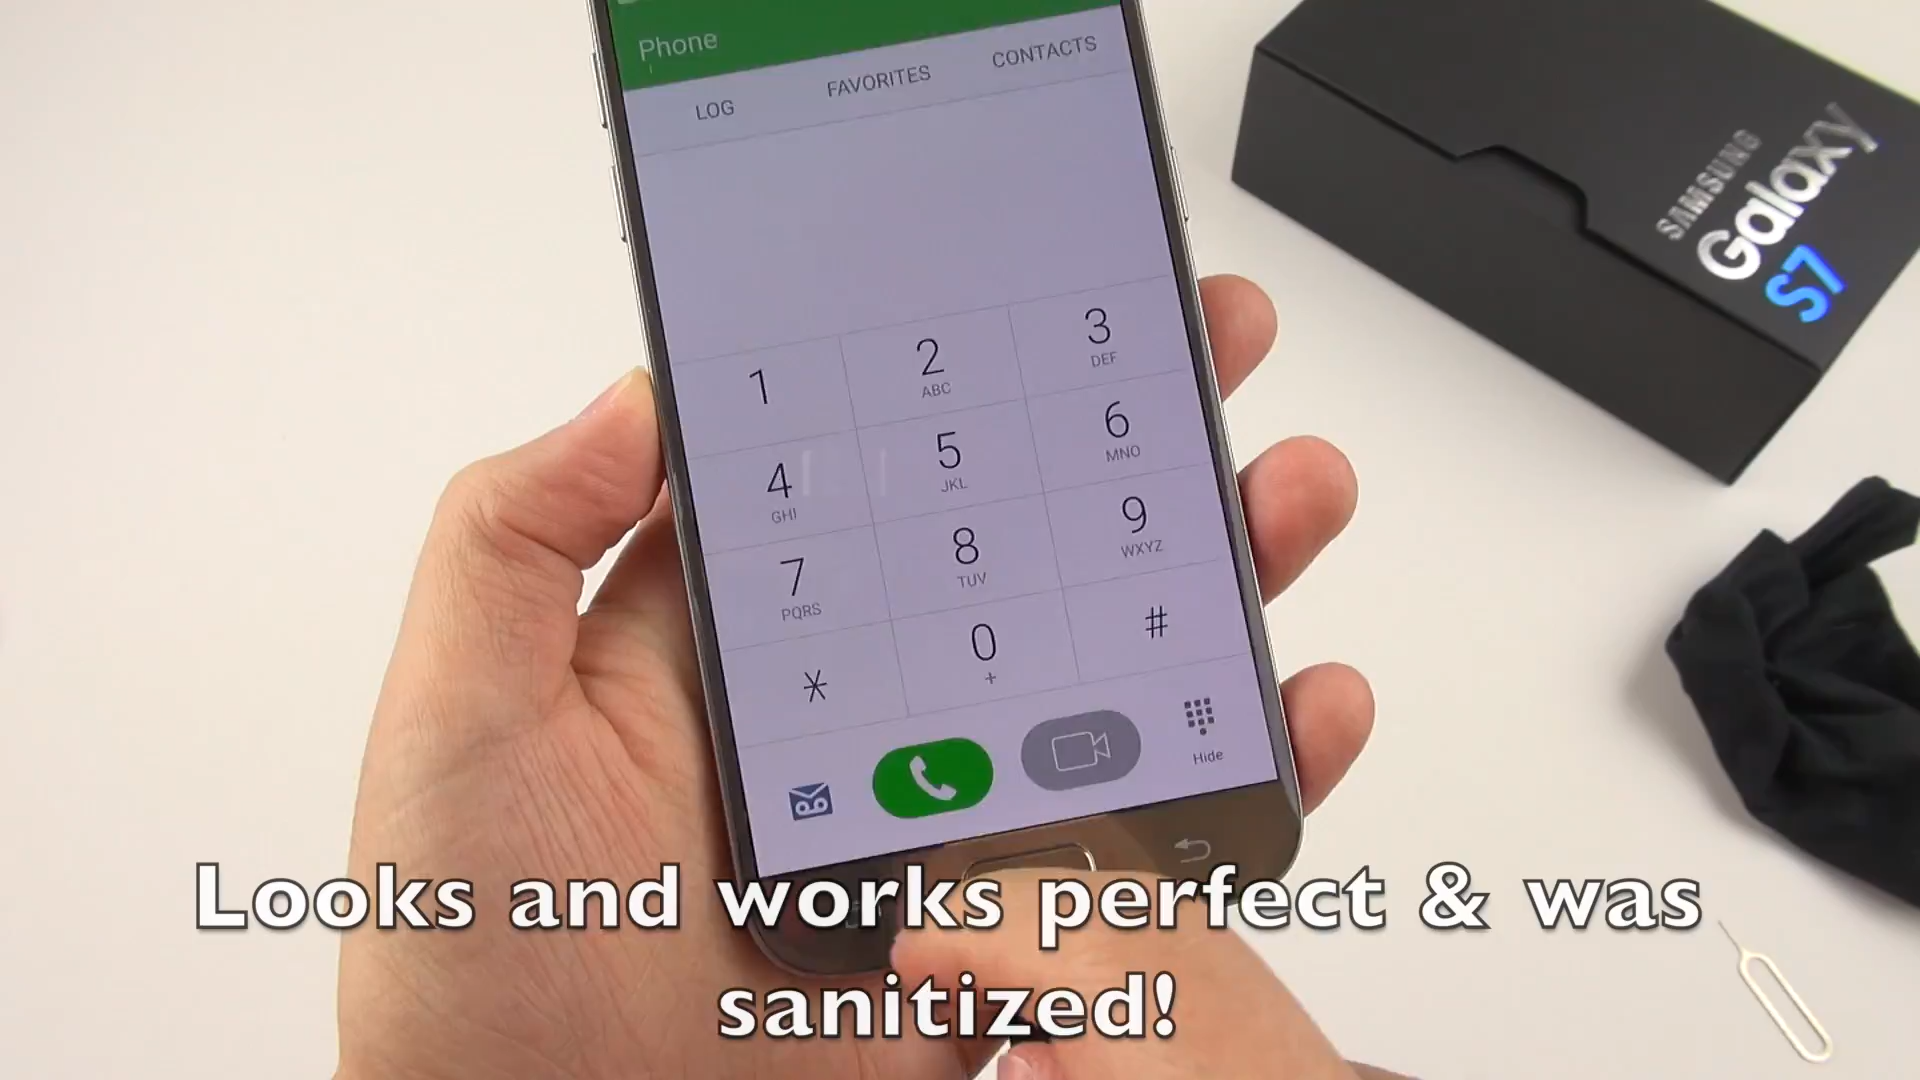 Phone
LOG
FAVORITES
CONTACTS
1
2
ABC
3
DEF
4
GHI
5
JKL
6
MNO
7
PQRS
8
TUV
9
WXYZ
*
0
+
#
Hide
SAMSUNG
Galaxy
S7
Looks and works perfect & was
sanitized!